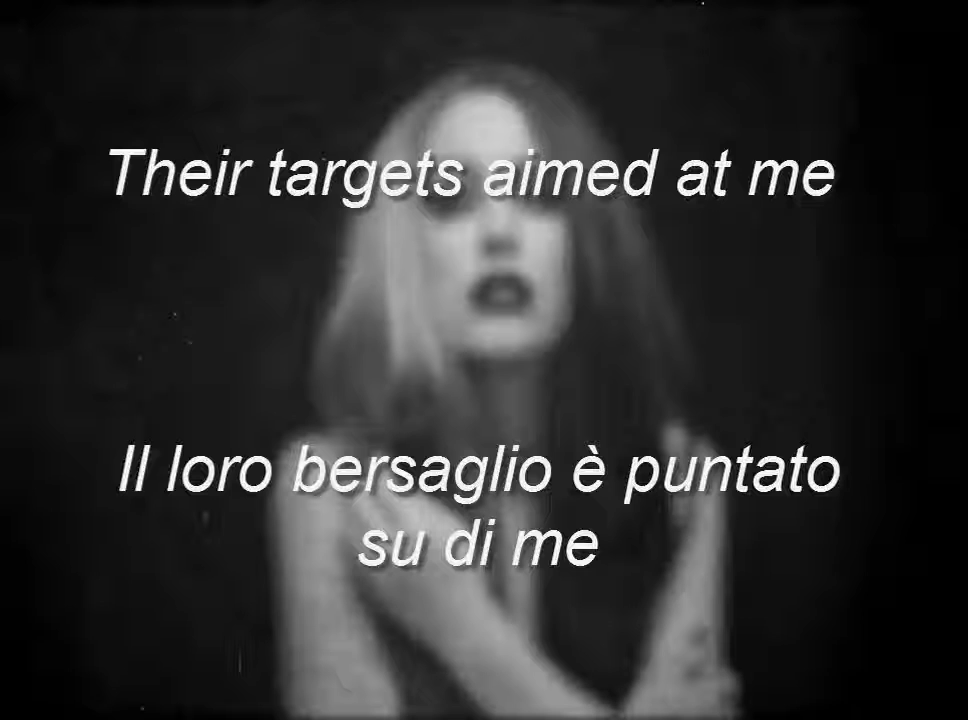 Their targets aimed at me
Il loro bersaglio è puntato
su di me